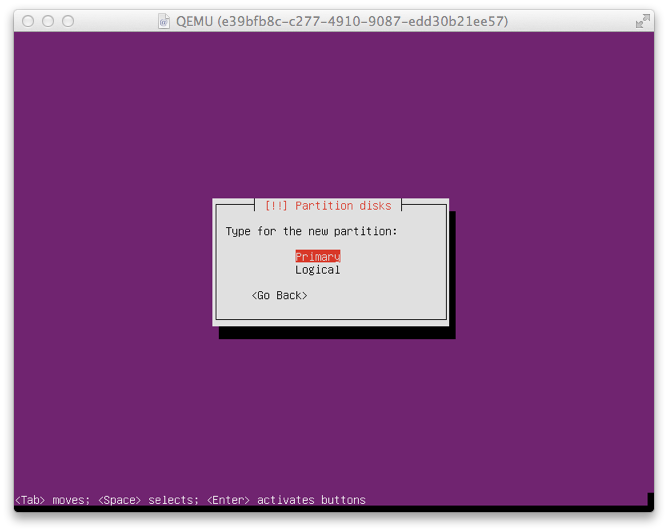 QEMU (e39bfb8c-c277-4910-9087-edd30b21ee57)
[!!] Partition disks
Type for the new partition:
Primary
Logical
<Go Back>
<Tab> moves; <Space> selects; <Enter> activates buttons